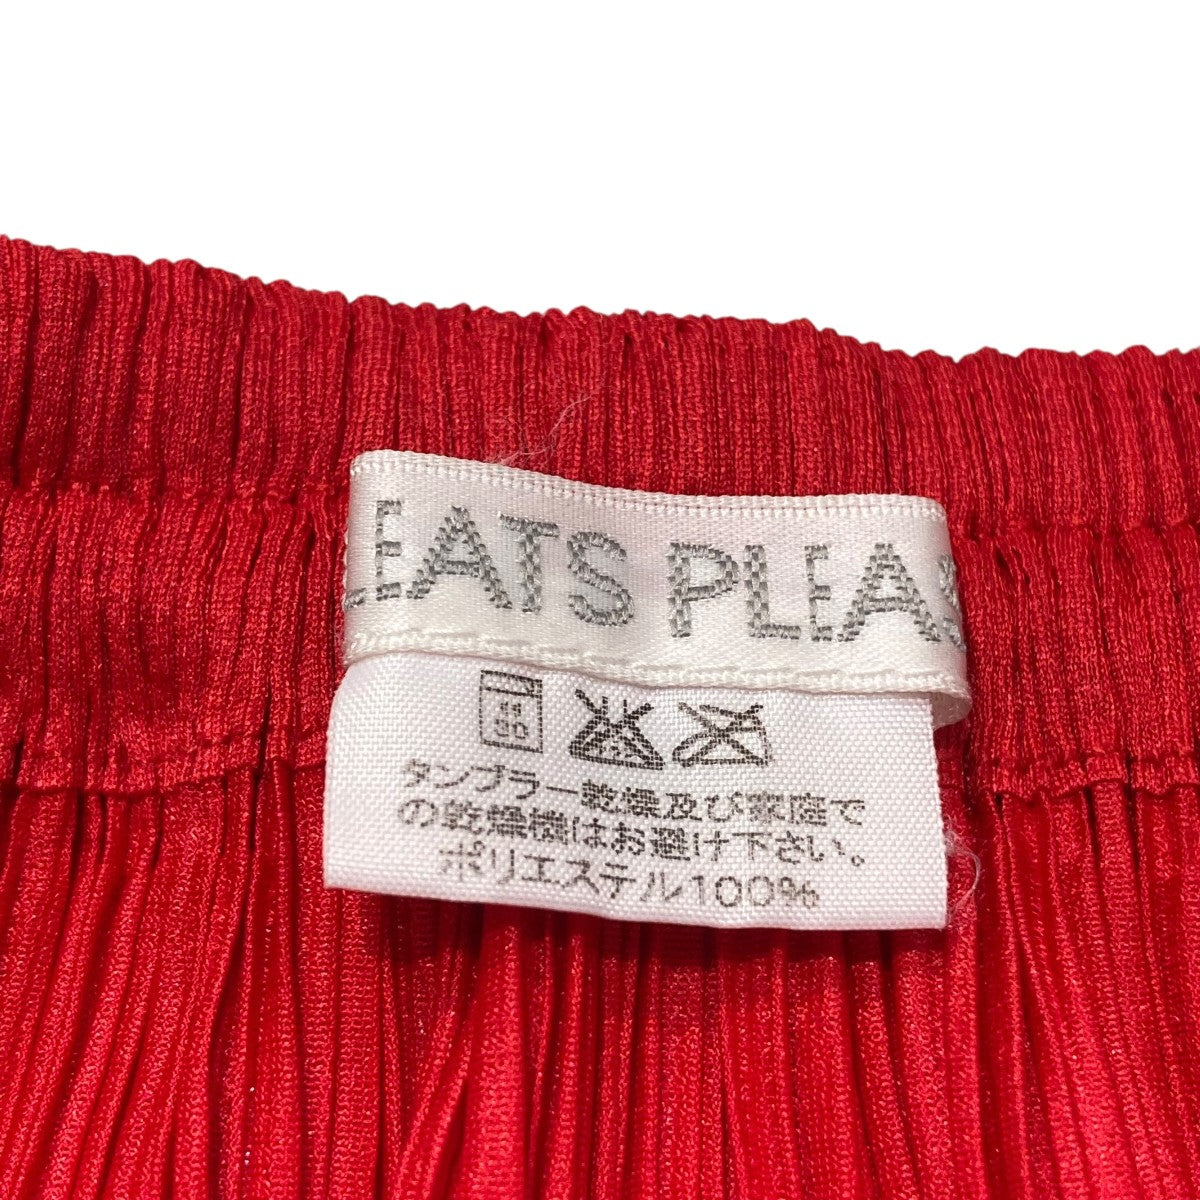 LEATS PLEAS
タンブラー乾燥及び家庭で
の乾燥機はお避け下さい。
ポリエステル100%